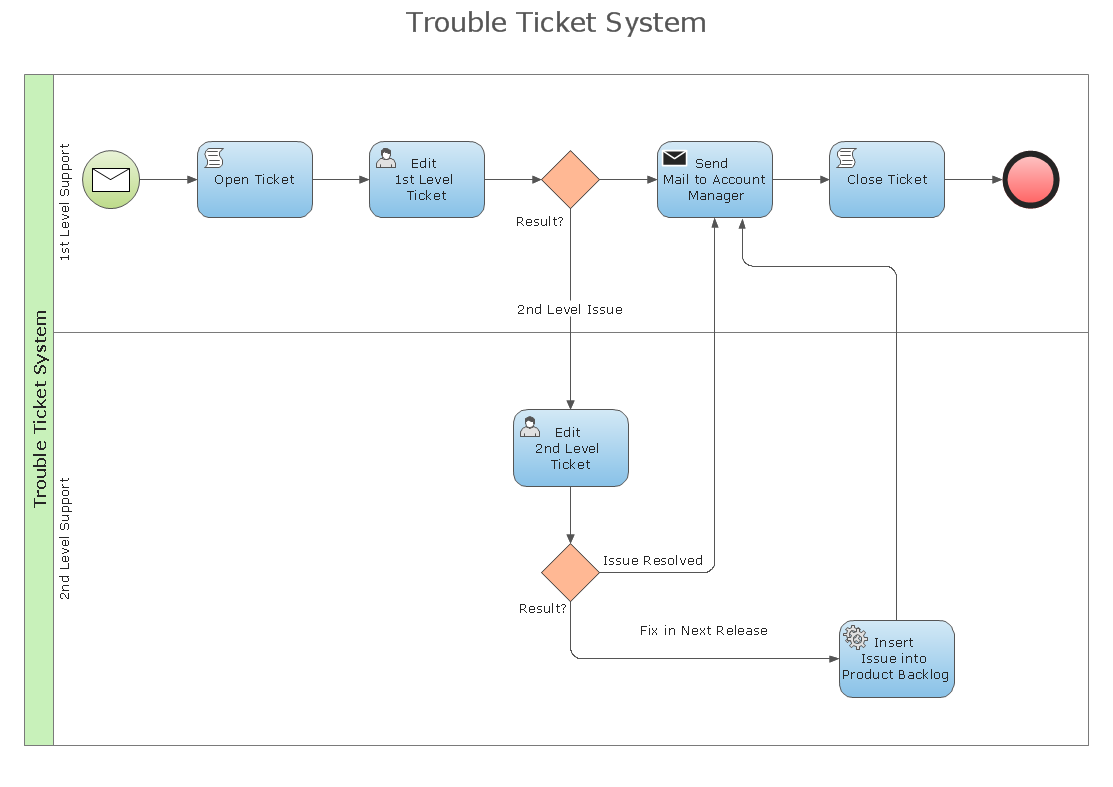 Trouble Ticket System
Trouble Ticket System
1st Level Support
Open Ticket
Edit
1st Level
Ticket
Result?
Send
Mail to Account
Manager
Close Ticket
2nd Level Issue
2nd Level Support
Edit
2nd Level
Ticket
Issue Resolved
Result?
Fix in Next Release
Insert
Issue into
Product Backlog